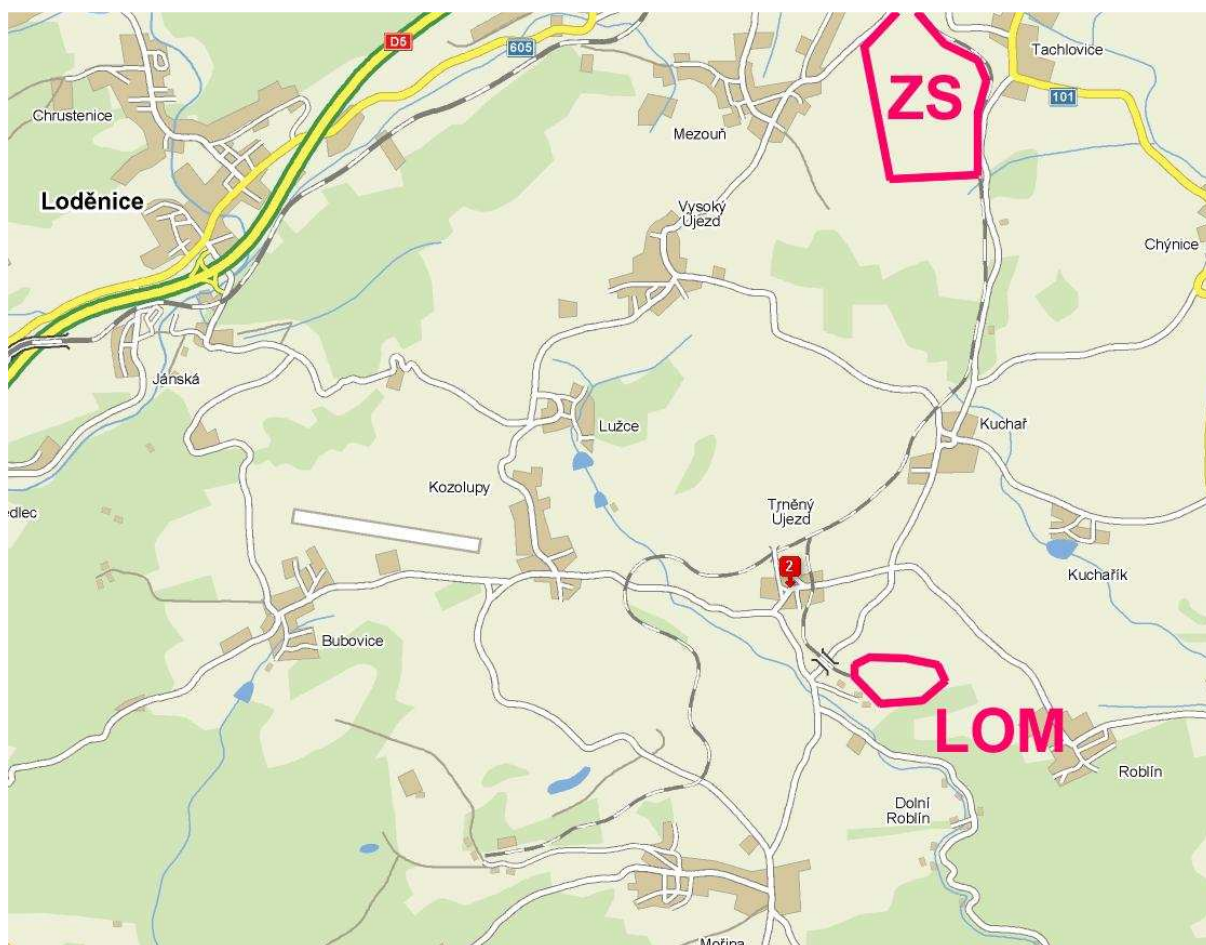 D5
605
Tachlovice
101
ZS
Chrustenice
Mezouň
Loděnice
Vysoký
Újezd
Chýnice
Jánská
Lužce
Kuchař
Kozolupy
edlec
Trněný
Újezd
2
Kuchařík
Bubovice
LOM
Roblín
Dolní
Roblín
Mořina